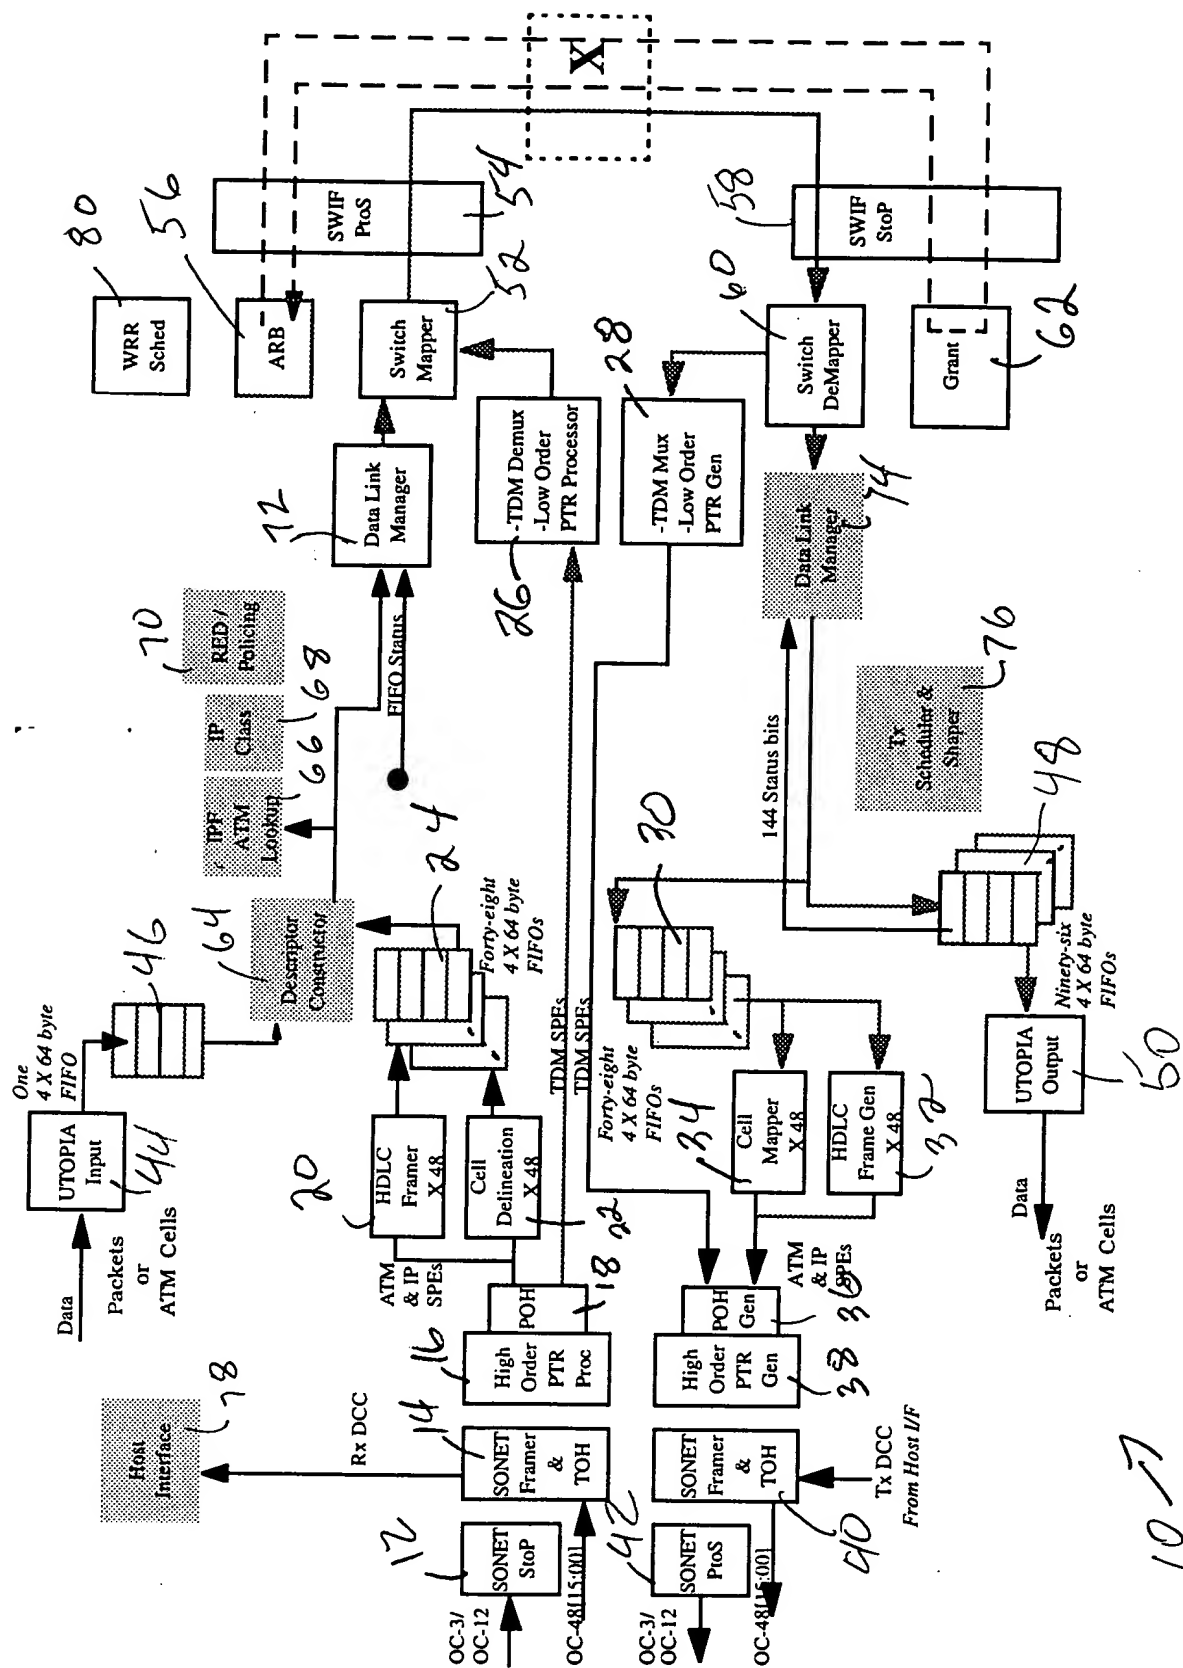 80
WRR
Sched
56
ARB
SWIF
PtoS
54
X
52
Switch
Mapper
72
Data Link
Manager
70
RED /
Policing
68
IP
Class
66
IPF
ATM
Lookup
FIFO Status
64
Descriptor
Constructor
46
One
4 X 64 byte
FIFO
UTOPIA
Input
44
Data
Packets
or
ATM Cells
24
Forty-eight
4 X 64 byte
FIFOs
20
HDLC
Framer
X 48
Cell
Delineation
X 48
22
ATM
& IP
SPEs
26
-TDM Demux
-Low Order
PTR Processor
TDM SPEs
TDM SPEs
28
-TDM Mux
-Low Order
PTR Gen
58
SWIF
StoP
60
Switch
DeMapper
Grant
62
Data Link
Manager
74
144 Status bits
Tx
Scheduler &
Shaper
76
30
Forty-eight
4 X 64 byte
FIFOs
48
Ninety-six
4 X 64 byte
FIFOs
34
Cell
Mapper
X 48
HDLC
Frame Gen
X 48
32
UTOPIA
Output
50
Data
Packets
or
ATM Cells
ATM
& IP
SPEs
78
Host
Interface
Rx DCC
16
High
Order
PTR
Proc
POH
18
POH
Gen
36
High
Order
PTR
Gen
38
14
SONET
Framer
&
TOH
SONET
Framer
&
TOH
40
Tx DCC
From Host I/F
12
SONET
StoP
42
SONET
PtoS
OC-3/
OC-12
OC-48[15:00]
OC-3/
OC-12
OC-48[15:00]
10